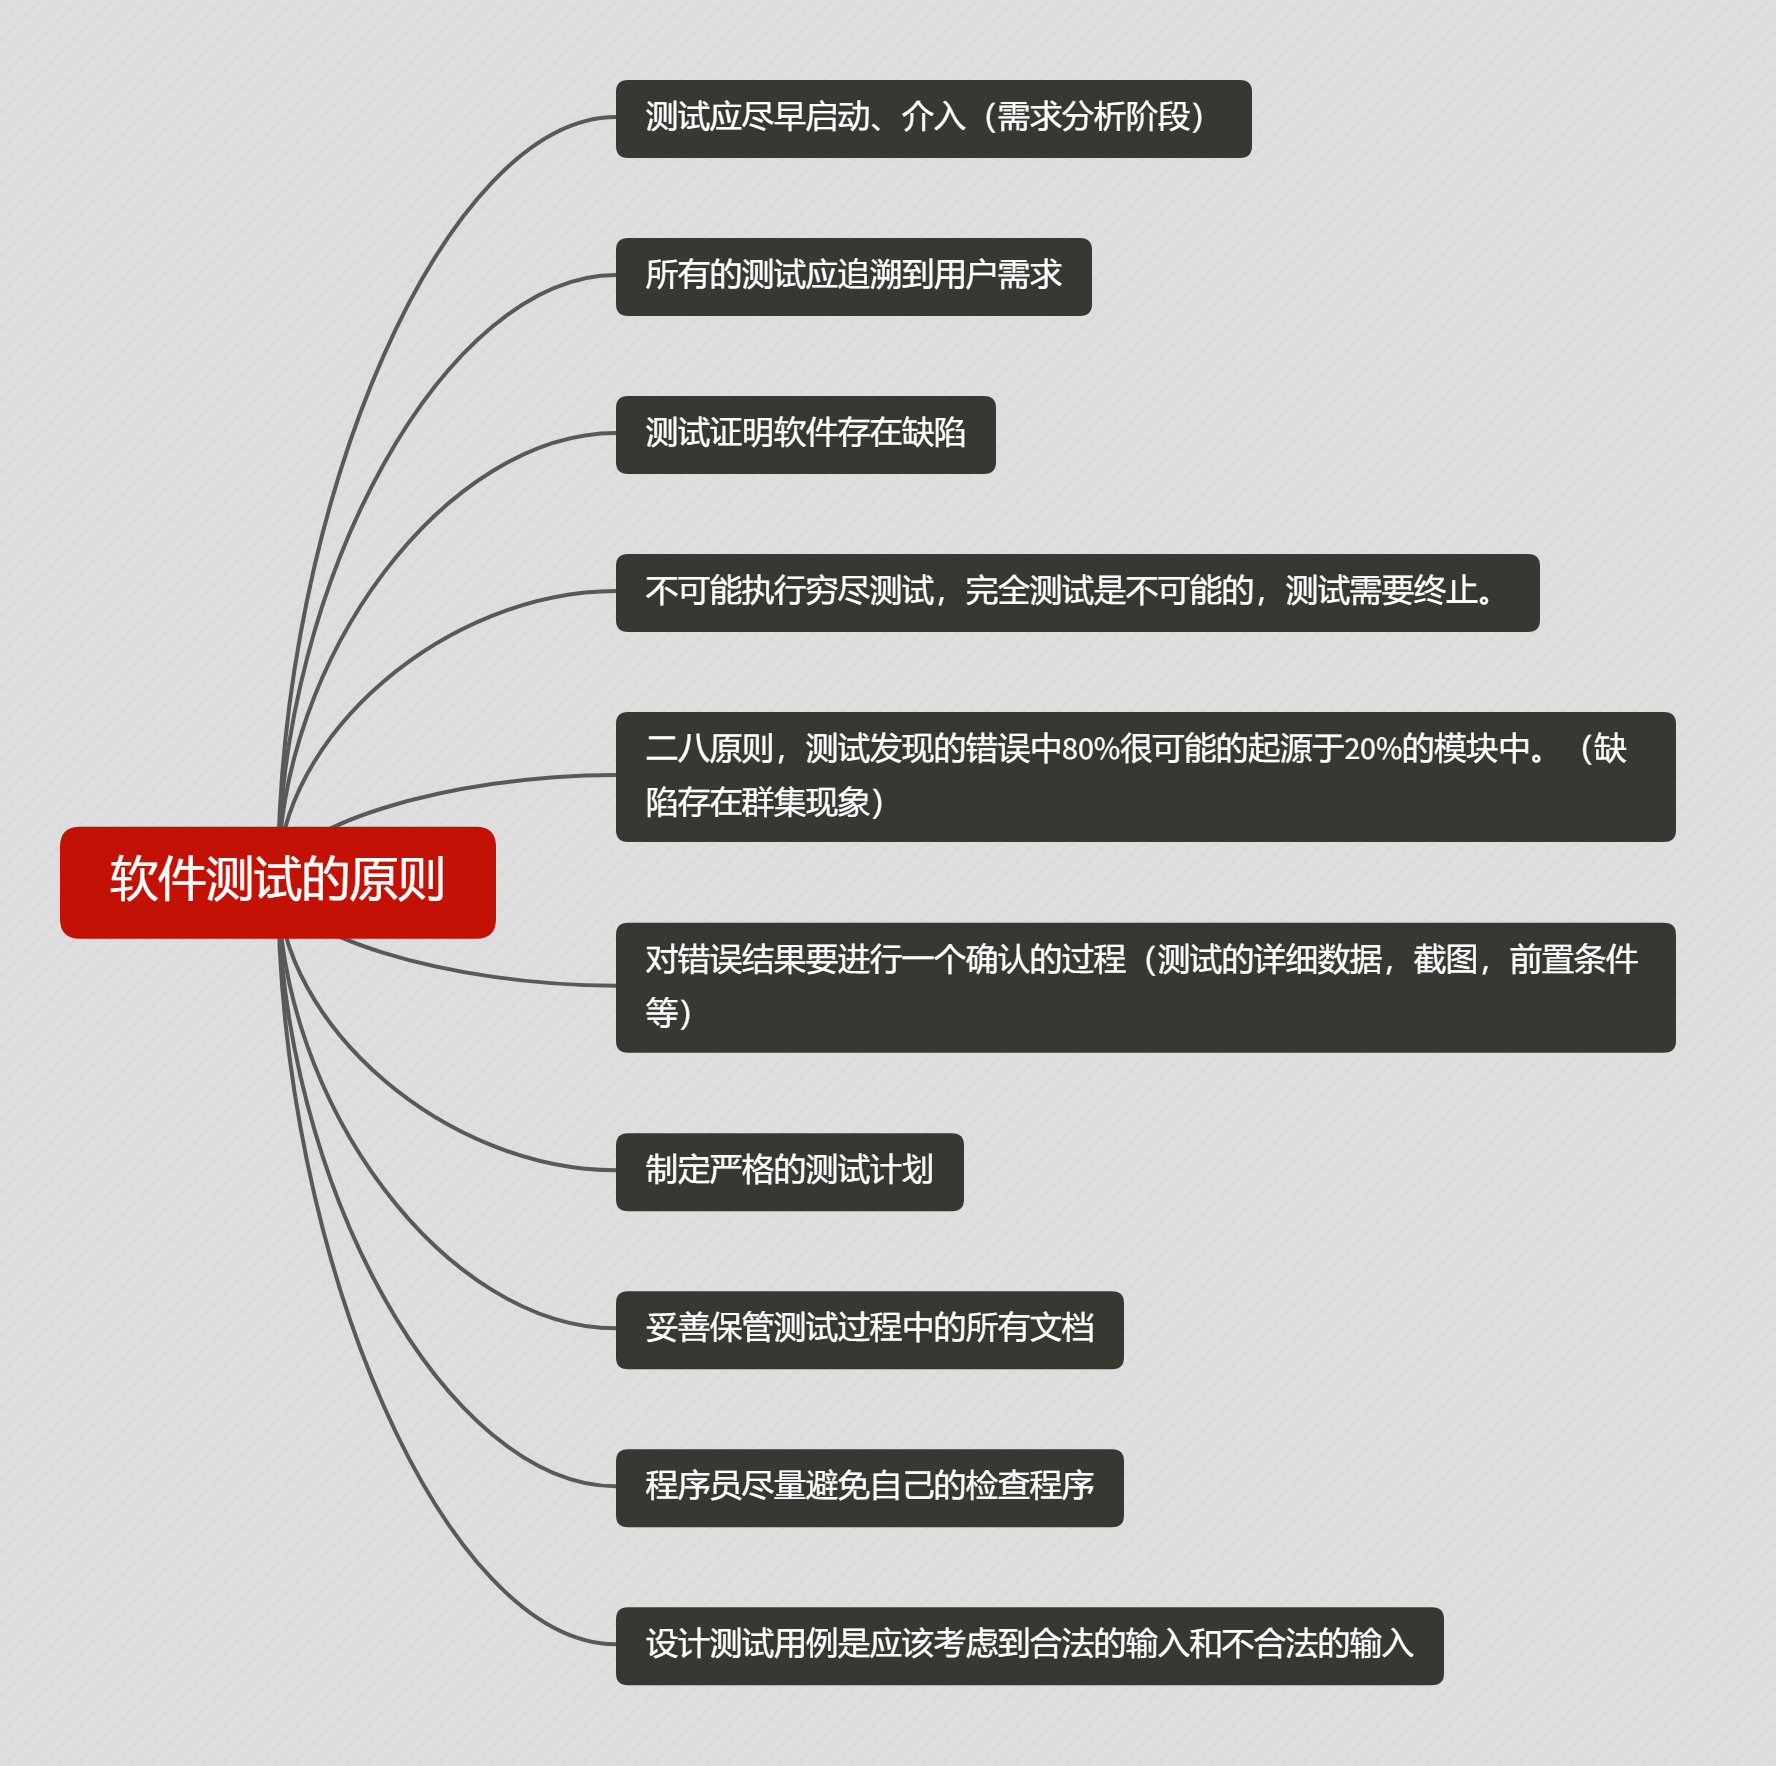 测试应尽早启动、介入（需求分析阶段）
所有的测试应追溯到用户需求
测试证明软件存在缺陷
不可能执行穷尽测试，完全测试是不可能的，测试需要终止。
二八原则，测试发现的错误中80%很可能的起源于20%的模块中。（缺
陷存在群集现象）
软件测试的原则
对错误结果要进行一个确认的过程（测试的详细数据，截图，前置条件
等）
制定严格的测试计划
妥善保管测试过程中的所有文档
程序员尽量避免自己的检查程序
设计测试用例是应该考虑到合法的输入和不合法的输入